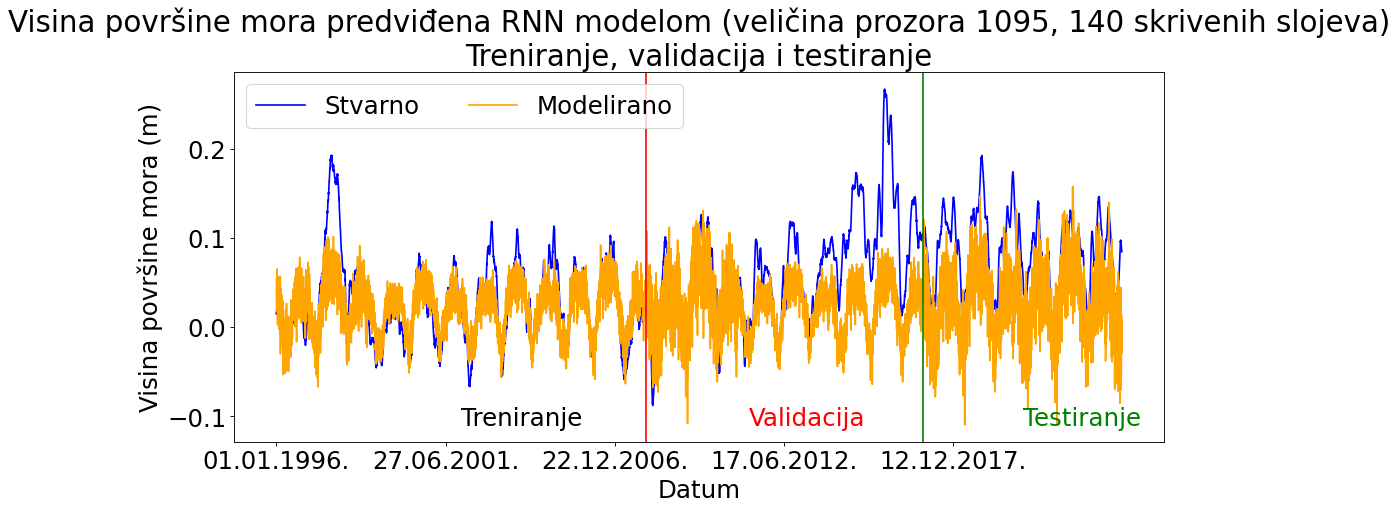 Visina površine mora predviđena RNN modelom (veličina prozora 1095, 140 skrivenih slojeva)
Treniranje, validacija i testiranje
Stvarno
Modelirano
Visina površine mora (m)
0.2
0.1
0.0
−0.1
Treniranje
Validacija
Testiranje
01.01.1996.
27.06.2001.
22.12.2006.
17.06.2012.
12.12.2017.
Datum